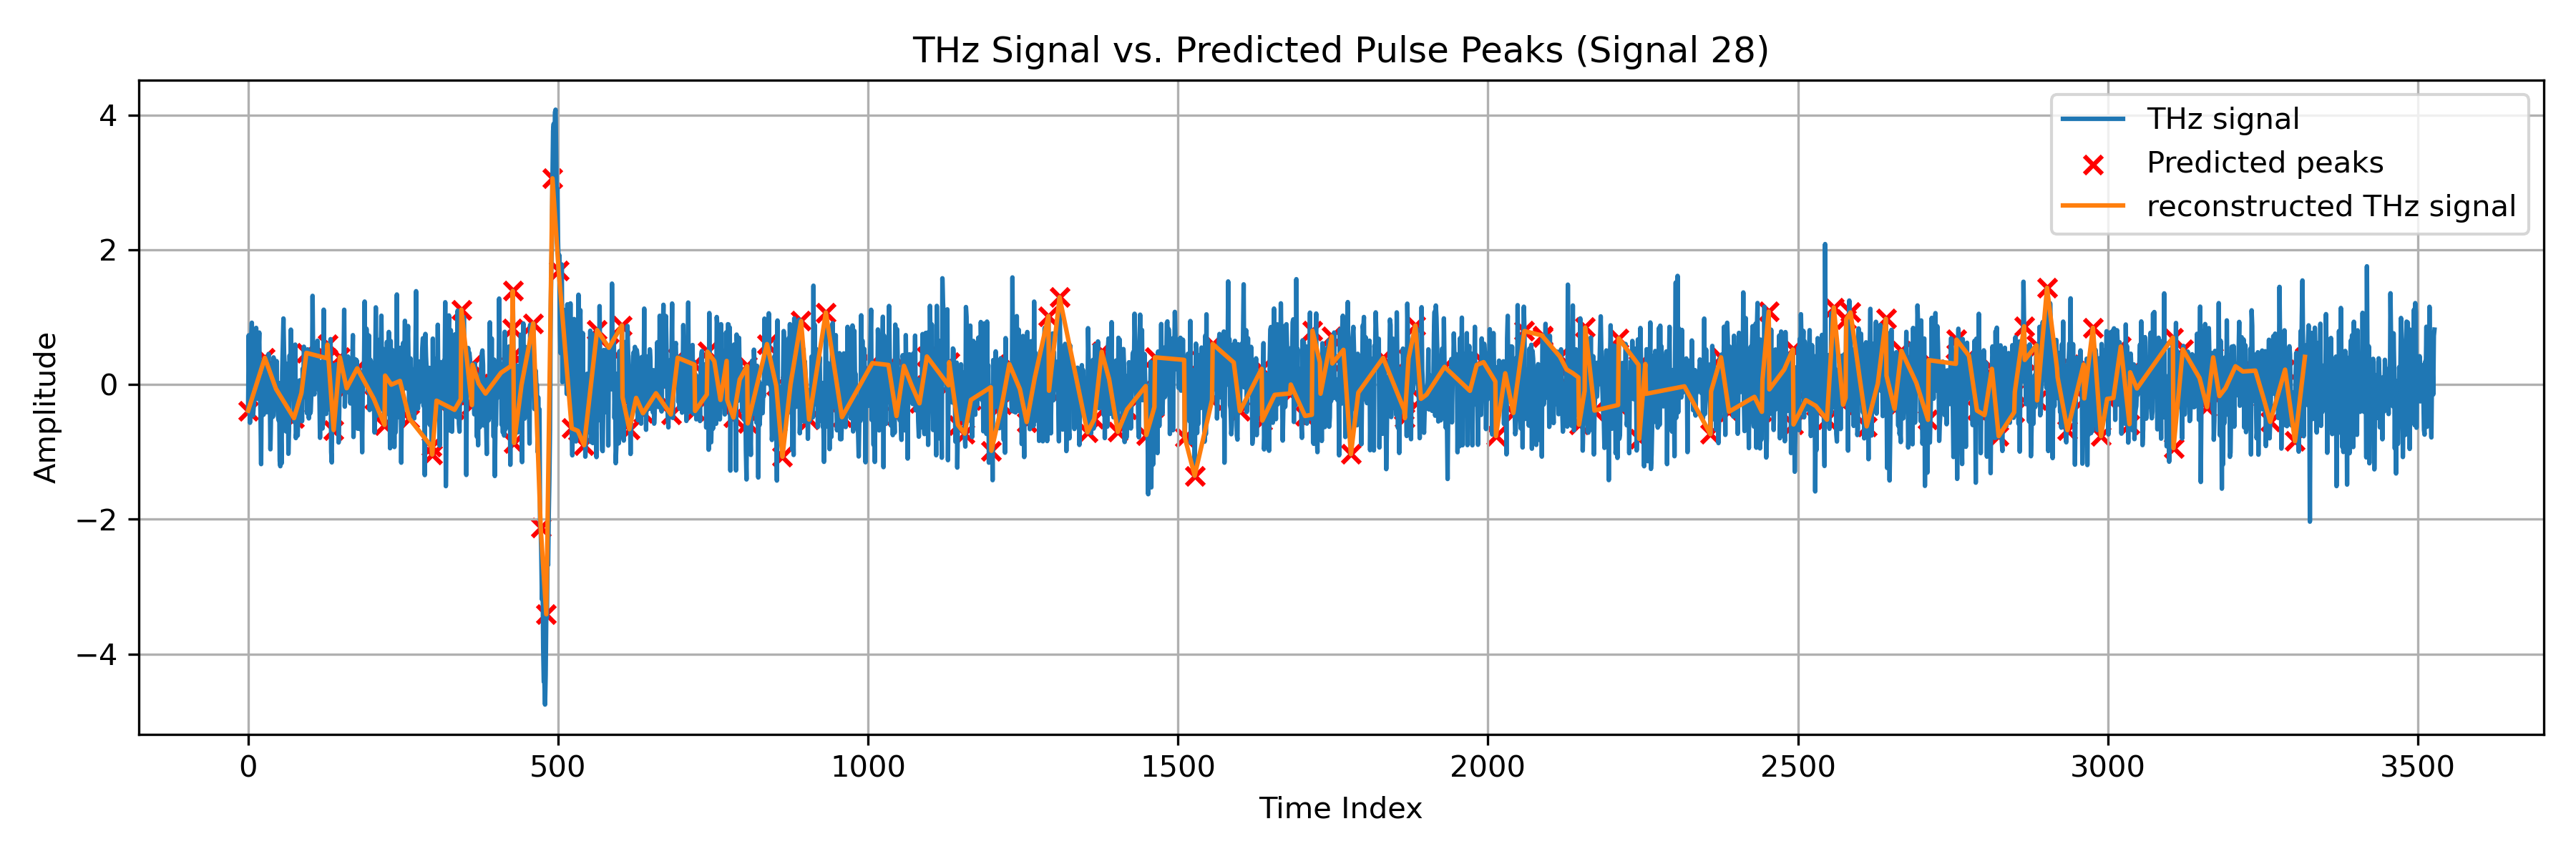 THz Signal vs. Predicted Pulse Peaks (Signal 28)
THz signal
Predicted peaks
reconstructed THz signal
Amplitude
4
2
0
−2
−4
0 500 1000 1500 2000 2500 3000 3500
Time Index